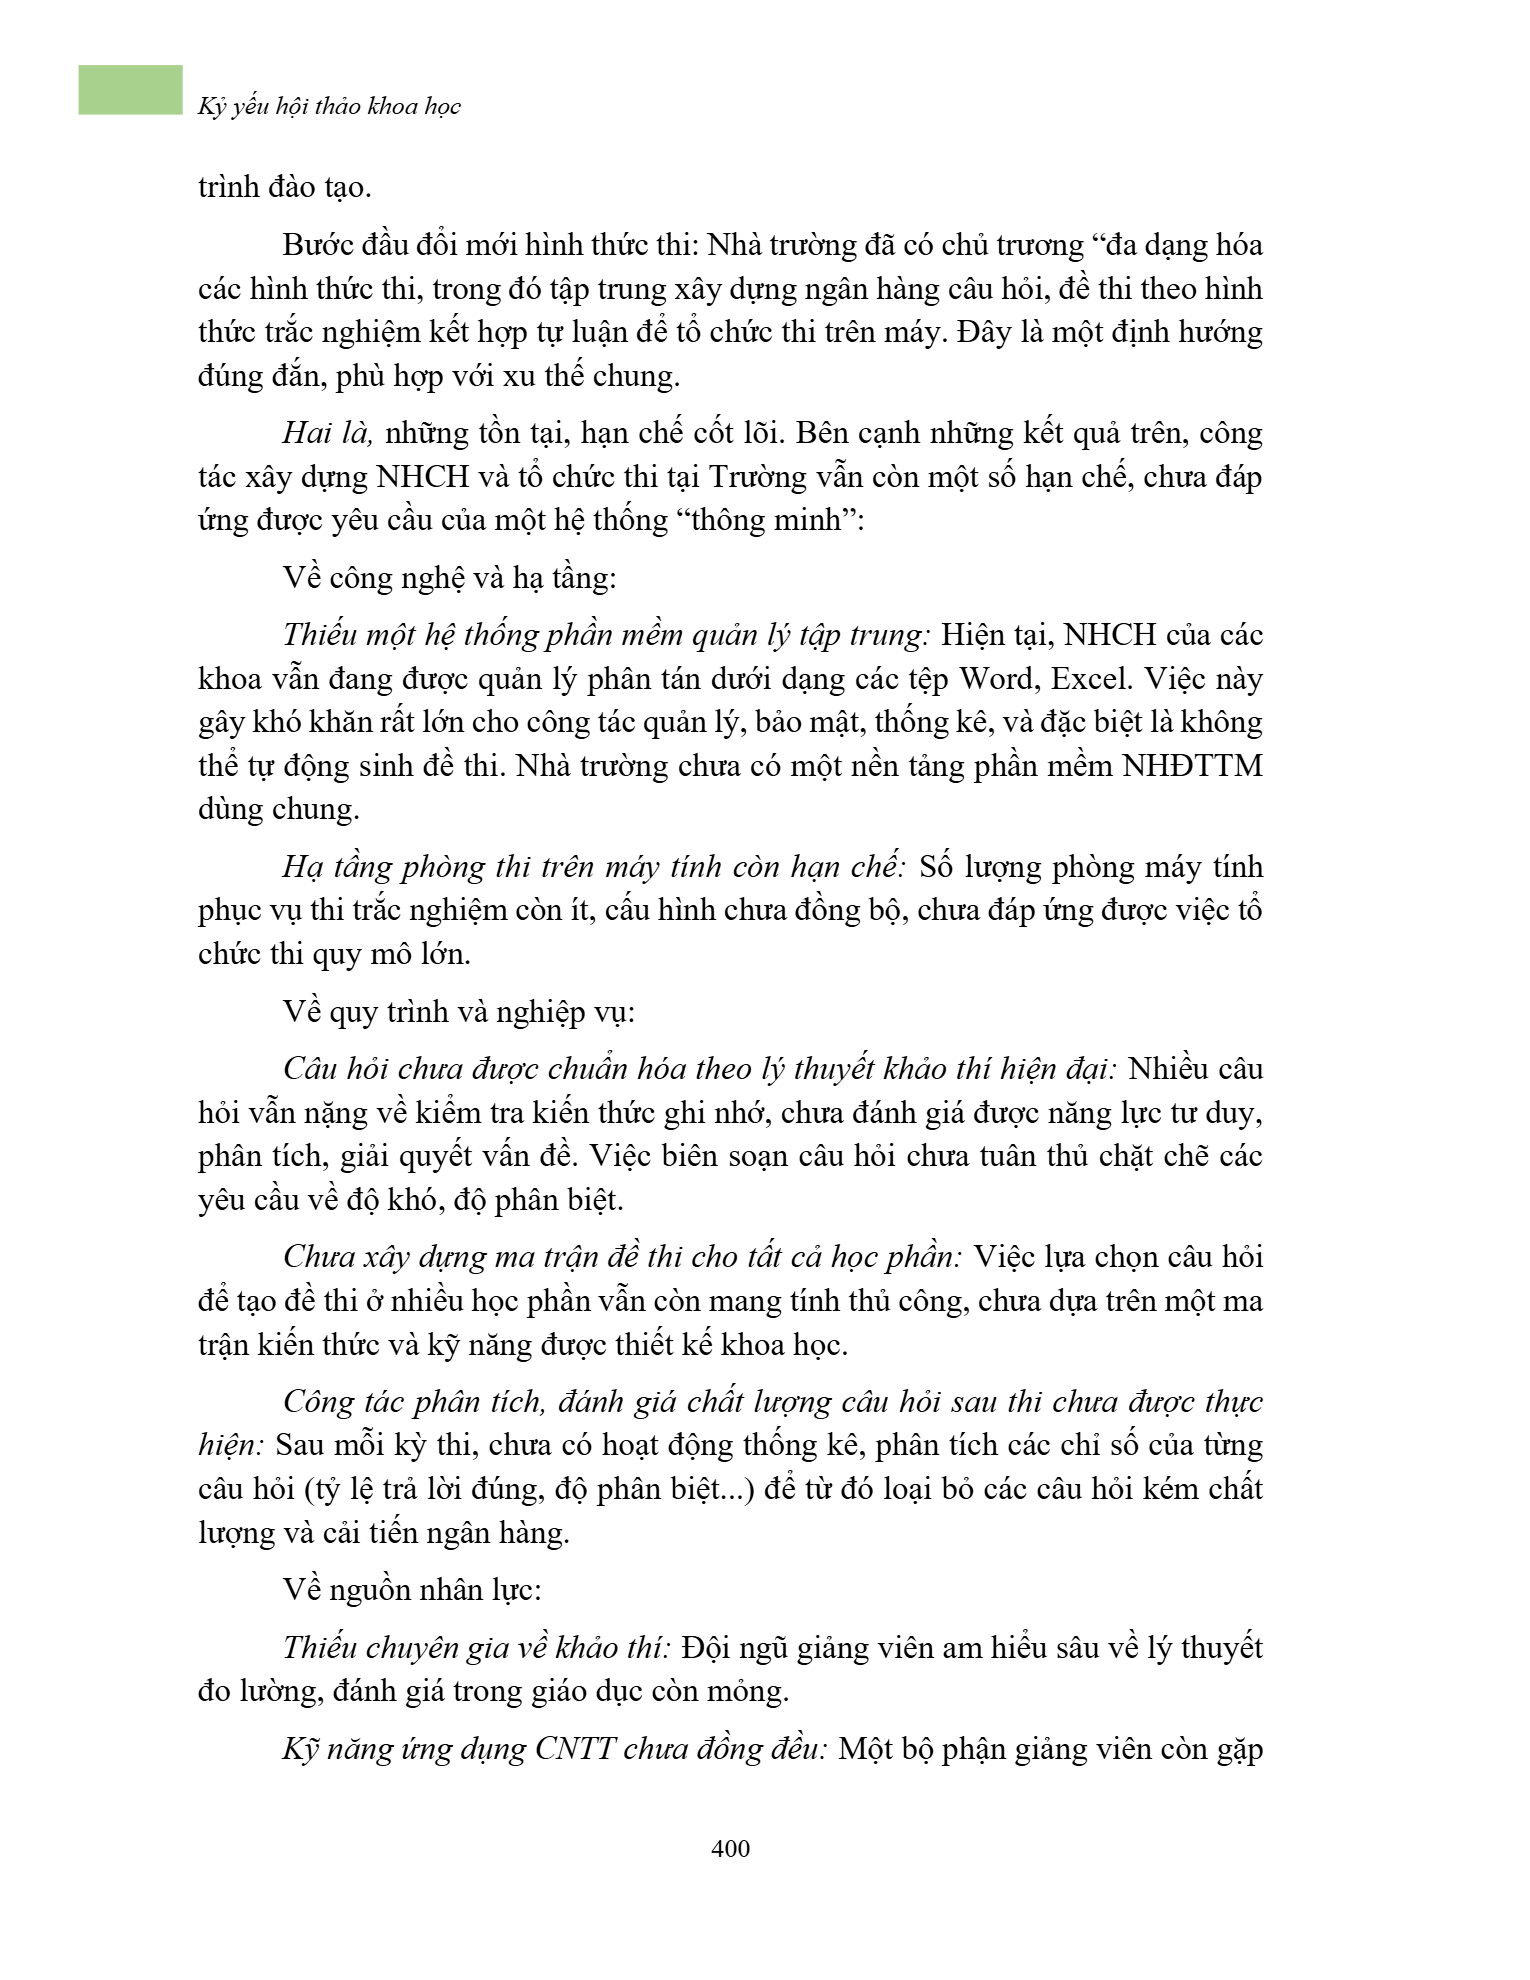 Kỷ yếu hội thảo khoa học
trình đào tạo.
Bước đầu đổi mới hình thức thi: Nhà trường đã có chủ trương “đa dạng hóa
các hình thức thi, trong đó tập trung xây dựng ngân hàng câu hỏi, đề thi theo hình
thức trắc nghiệm kết hợp tự luận để tổ chức thi trên máy. Đây là một định hướng
đúng đắn, phù hợp với xu thế chung.
Hai là, những tồn tại, hạn chế cốt lõi. Bên cạnh những kết quả trên, công
tác xây dựng NHCH và tổ chức thi tại Trường vẫn còn một số hạn chế, chưa đáp
ứng được yêu cầu của một hệ thống “thông minh”:
Về công nghệ và hạ tầng:
Thiếu một hệ thống phần mềm quản lý tập trung: Hiện tại, NHCH của các
khoa vẫn đang được quản lý phân tán dưới dạng các tệp Word, Excel. Việc này
gây khó khăn rất lớn cho công tác quản lý, bảo mật, thống kê, và đặc biệt là không
thể tự động sinh đề thi. Nhà trường chưa có một nền tảng phần mềm NHĐTTM
dùng chung.
Hạ tầng phòng thi trên máy tính còn hạn chế: Số lượng phòng máy tính
phục vụ thi trắc nghiệm còn ít, cấu hình chưa đồng bộ, chưa đáp ứng được việc tổ
chức thi quy mô lớn.
Về quy trình và nghiệp vụ:
Câu hỏi chưa được chuẩn hóa theo lý thuyết khảo thí hiện đại: Nhiều câu
hỏi vẫn nặng về kiểm tra kiến thức ghi nhớ, chưa đánh giá được năng lực tư duy,
phân tích, giải quyết vấn đề. Việc biên soạn câu hỏi chưa tuân thủ chặt chẽ các
yêu cầu về độ khó, độ phân biệt.
Chưa xây dựng ma trận đề thi cho tất cả học phần: Việc lựa chọn câu hỏi
để tạo đề thi ở nhiều học phần vẫn còn mang tính thủ công, chưa dựa trên một ma
trận kiến thức và kỹ năng được thiết kế khoa học.
Công tác phân tích, đánh giá chất lượng câu hỏi sau thi chưa được thực
hiện: Sau mỗi kỳ thi, chưa có hoạt động thống kê, phân tích các chỉ số của từng
câu hỏi (tỷ lệ trả lời đúng, độ phân biệt...) để từ đó loại bỏ các câu hỏi kém chất
lượng và cải tiến ngân hàng.
Về nguồn nhân lực:
Thiếu chuyên gia về khảo thí: Đội ngũ giảng viên am hiểu sâu về lý thuyết
đo lường, đánh giá trong giáo dục còn mỏng.
Kỹ năng ứng dụng CNTT chưa đồng đều: Một bộ phận giảng viên còn gặp
400